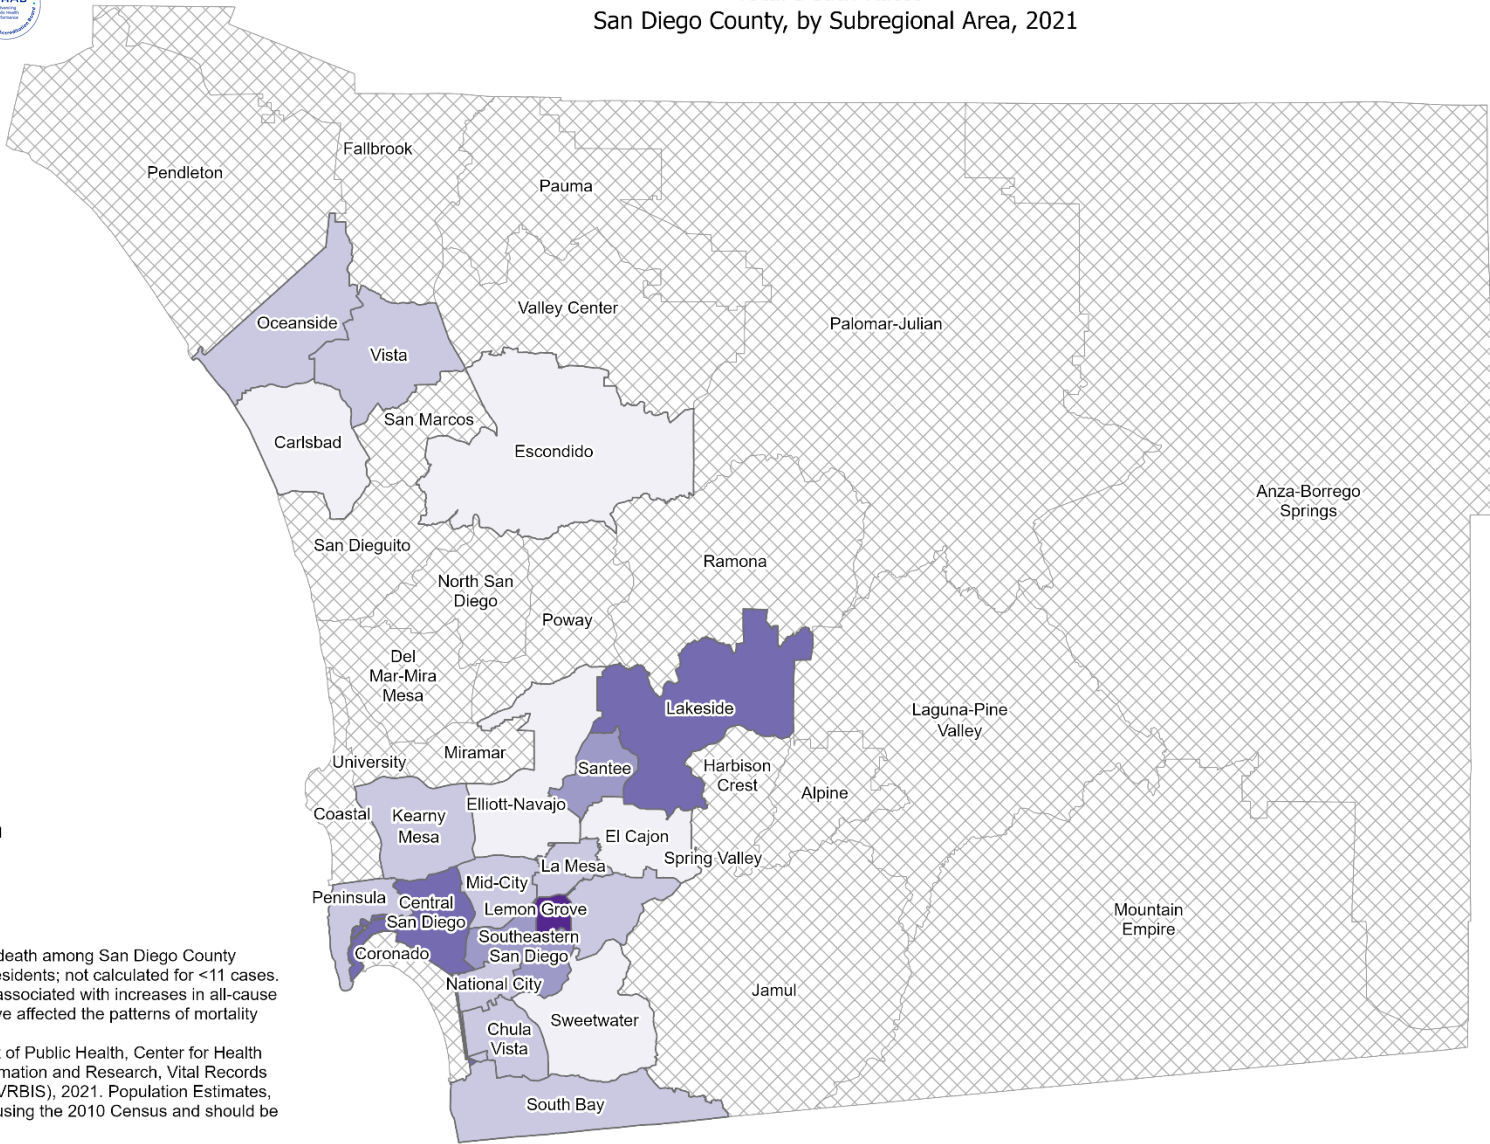 San Diego County, by Subregional Area, 2021
Fallbrook
Pendleton
Pauma
Valley Center
Oceanside
Palomar-Julian
Vista
San Marcos
Carlsbad
Escondido
Anza-Borrego
Springs
San Dieguito
Ramona
North San
Diego
Poway
Del
Mar-Mira
Mesa
Lakeside
Laguna-Pine
Valley
Miramar
University
Santee
Harbison
Crest
Alpine
Elliott-Navajo
Coastal
Kearny
Mesa
El Cajon
Spring Valley
La Mesa
Mid-City
Peninsula
Central
San Diego
Lemon Grove
Mountain
Empire
Southeastern
San Diego
Coronado
death among San Diego County
esidents; not calculated for <11 cases.
National City
Jamul
associated with increases in all-cause
ve affected the patterns of mortality
Sweetwater
Chula
Vista
of Public Health, Center for Health
mation and Research, Vital Records
VRBIS), 2021. Population Estimates,
using the 2010 Census and should be
South Bay